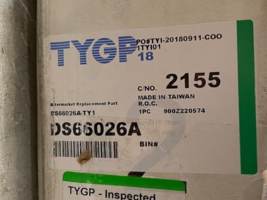 TYGP
PO#TYI-20180911-COO
1TYI01
18
C/NO. 2155
Aftermarket Replacement Part
MADE IN TAIWAN
DS66026A-TY1
R.O.C.
1PC 900Z220574
DS66026A
BIN#
TYGP - Inspected